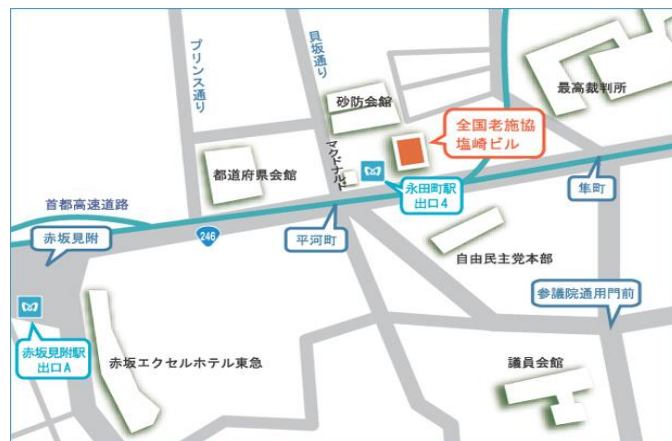 プリンス通り
貝坂通り
最高裁判所
砂防会館
全国老施協
塩崎ビル
マクドナルド
都道府県会館
永田町駅
出口4
隼町
首都高速道路
赤坂見附
246
平河町
自由民主党本部
参議院通用門前
赤坂見附駅
出口A
赤坂エクセルホテル東急
議員会館